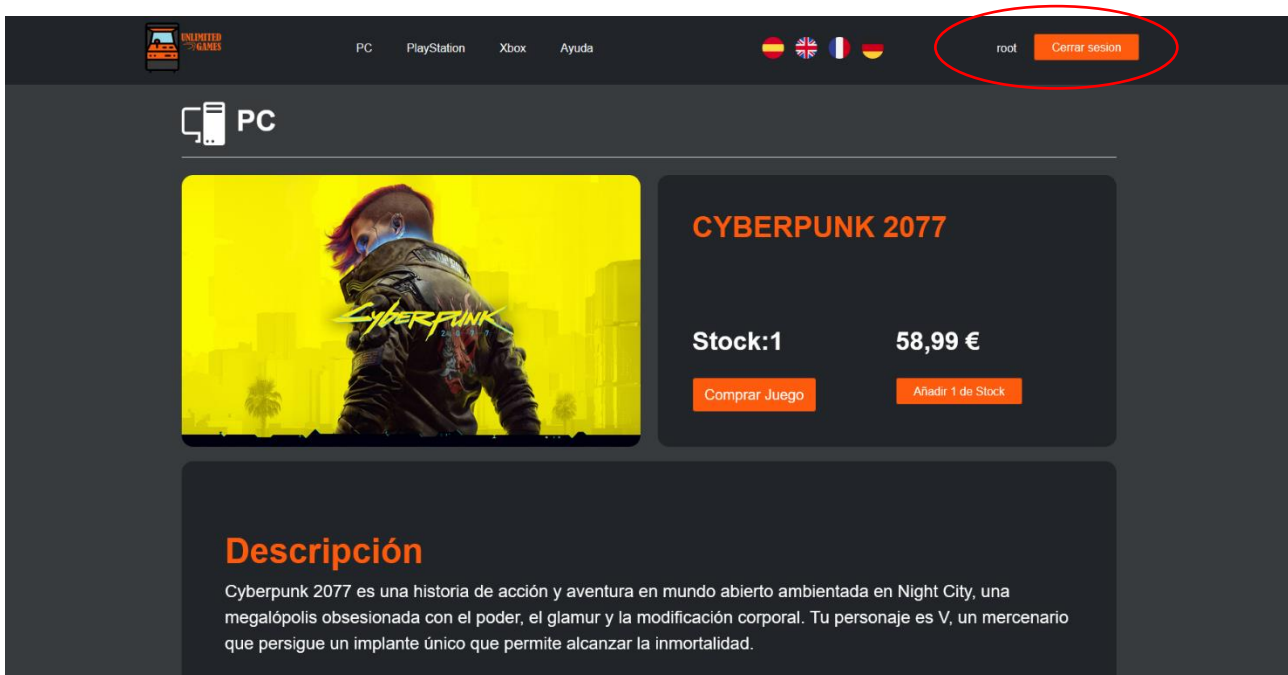 UNLIMITED
GAMES
PC PlayStation Xbox Ayuda root Cerrar sesion
PC
CYBERPUNK 2077
Cyberpunk
2077
Stock:1 58,99 €
Comprar Juego Añadir 1 de Stock
Descripción
Cyberpunk 2077 es una historia de acción y aventura en mundo abierto ambientada en Night City, una
megalópolis obsesionada con el poder, el glamur y la modificación corporal. Tu personaje es V, un mercenario
que persigue un implante único que permite alcanzar la inmortalidad.